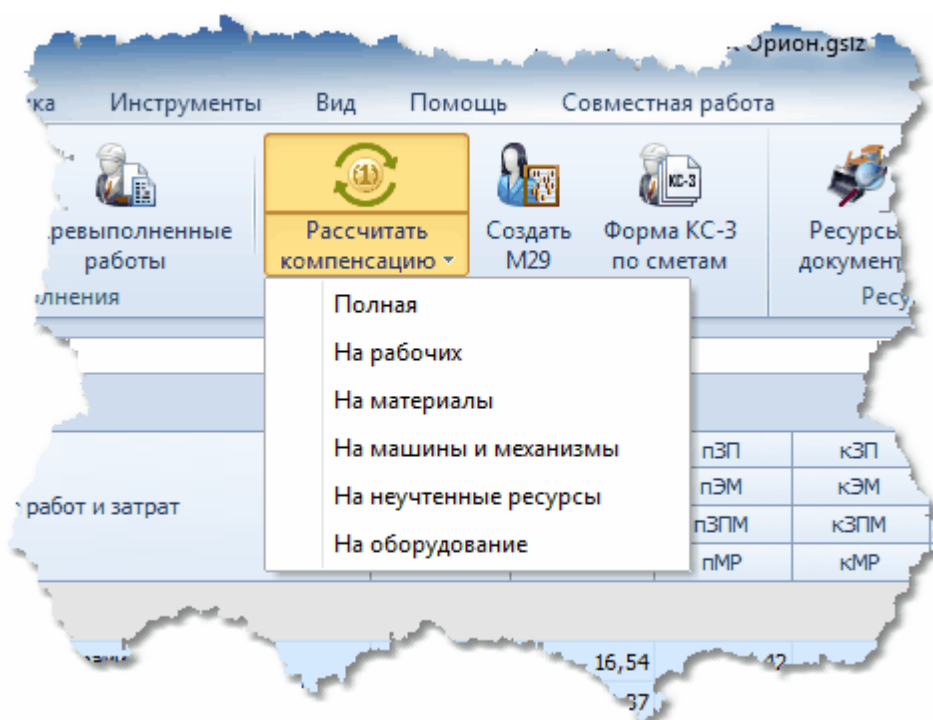 Орион.gsiz
Инструменты Вид Помощь Совместная работа
Рассчитать
компенсацию
Создать
М29
Форма КС-3
по сметам
КС-3
Ресурсы
документ
работы
Полная
На рабочих
На материалы
На машины и механизмы
На неучтенные ресурсы
На оборудование
работ и затрат
пЗП кЗП
пЭМ кЭМ
пЗПМ кЗПМ
пМР кМР
16,54